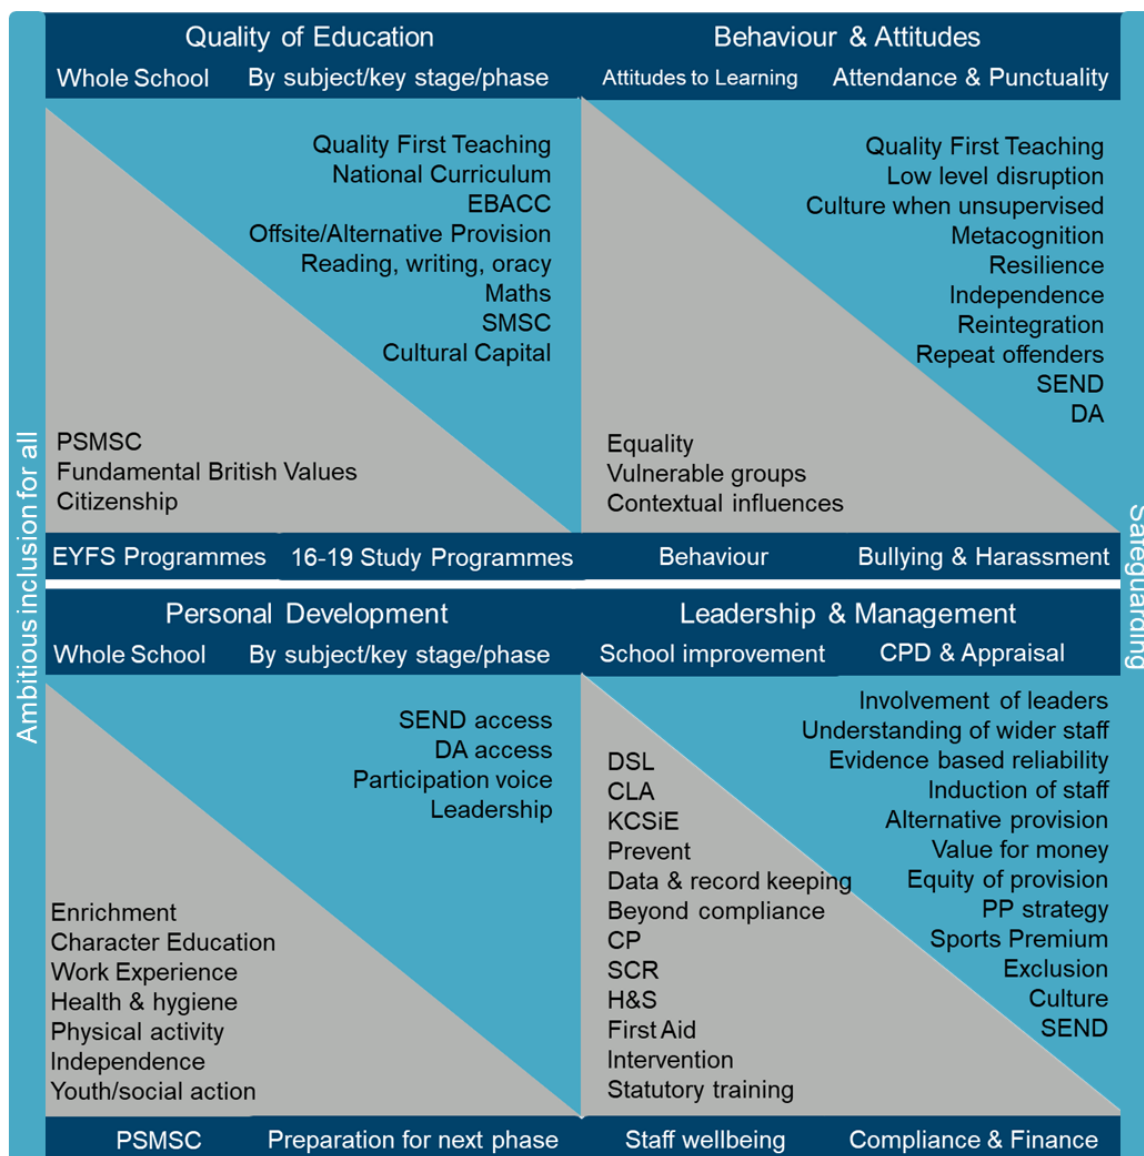 Ambitious inclusion for all
Quality of Education
Whole School
By subject/key stage/phase
Quality First Teaching
National Curriculum
EBACC
Offsite/Alternative Provision
Reading, writing, oracy
Maths
SMSC
Cultural Capital
PSMSC
Fundamental British Values
Citizenship
EYFS Programmes
16-19 Study Programmes
Behaviour & Attitudes
Attitudes to Learning
Attendance & Punctuality
Quality First Teaching
Low level disruption
Culture when unsupervised
Metacognition
Resilience
Independence
Reintegration
Repeat offenders
SEND
DA
Equality
Vulnerable groups
Contextual influences
Behaviour
Bullying & Harassment
Personal Development
Whole School
By subject/key stage/phase
SEND access
DA access
Participation voice
Leadership
Enrichment
Character Education
Work Experience
Health & hygiene
Physical activity
Independence
Youth/social action
PSMSC
Preparation for next phase
Leadership & Management
School improvement
CPD & Appraisal
Involvement of leaders
Understanding of wider staff
Evidence based reliability
Induction of staff
Alternative provision
Value for money
Equity of provision
PP strategy
Sports Premium
Exclusion
Culture
SEND
DSL
CLA
KCSiE
Prevent
Data & record keeping
Beyond compliance
CP
SCR
H&S
First Aid
Intervention
Statutory training
Staff wellbeing
Compliance & Finance
Safeguarding